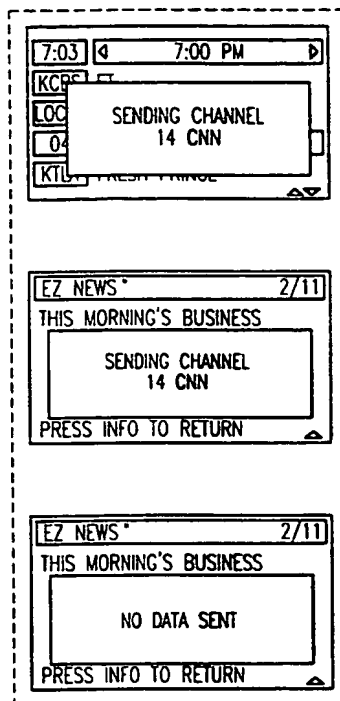 7:03 7:00 PM
KCBS ET
LOC
SENDING CHANNEL
14 CNN
04
FRESH PRINCE
EZ NEWS 2/11
THIS MORNING'S BUSINESS
SENDING CHANNEL
14 CNN
PRESS INFO TO RETURN
EZ NEWS 2/11
THIS MORNING'S BUSINESS
NO DATA SENT
PRESS INFO TO RETURN